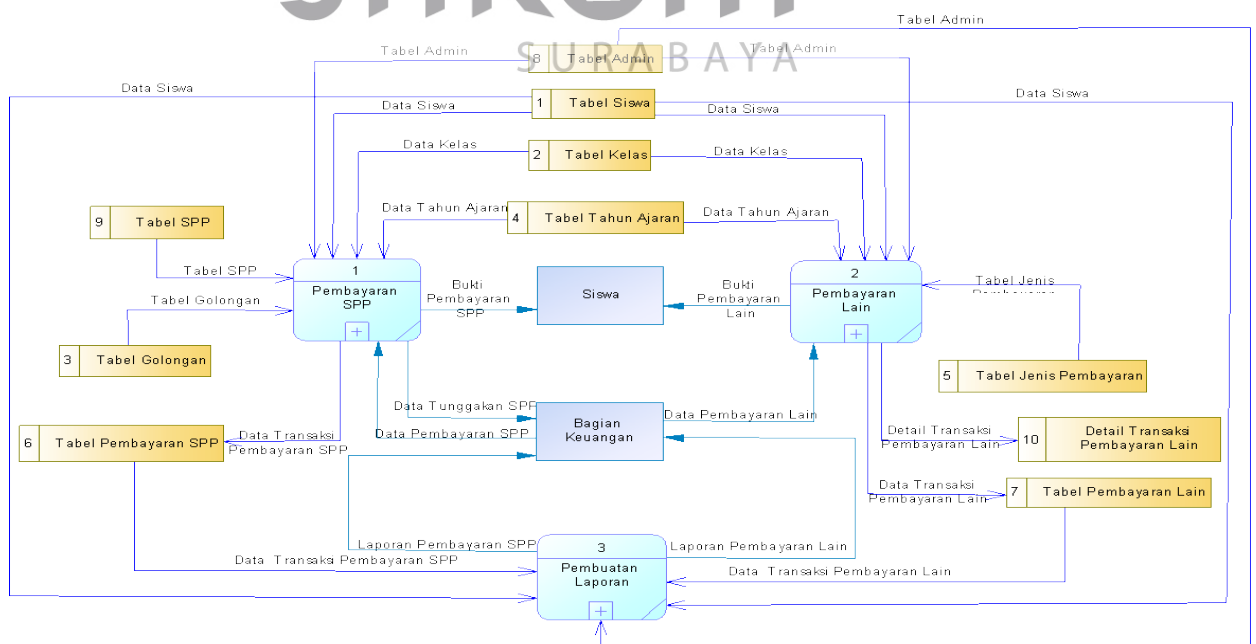 Tabel Admin
SURABAYA
Tabel Admin
8 Tabel Admin
Tabel Admin
Data Siswa
1 Tabel Siswa
Data Siswa
Data Siswa
Data Siswa
Data Kelas
2 Tabel Kelas
Data Kelas
Data Tahun Ajaran
4 Tabel Tahun Ajaran
Data Tahun Ajaran
9 Tabel SPP
Tabel SPP
Tabel Golongan
3 Tabel Golongan
1
Pembayaran
SPP
+
Bukti
Pembayaran
SPP
Siswa
Bukti
Pembayaran
Lain
2
Pembayaran
Lain
+
Tabel Jenis
5 Tabel Jenis Pembayaran
Data Tunggakan SPP
Data Pembayaran SPP
Bagian
Keuangan
Data Pembayaran Lain
6 Tabel Pembayaran SPP
Data Transaksi
Pembayaran SPP
Detail Transaksi
Pembayaran Lain
10 Detail Transaksi
Pembayaran Lain
Data Transaksi
Pembayaran Lain
7 Tabel Pembayaran Lain
Laporan Pembayaran SPP
Laporan Pembayaran Lain
Data Transaksi Pembayaran SPP
3
Pembuatan
Laporan
+
Data Transaksi Pembayaran Lain